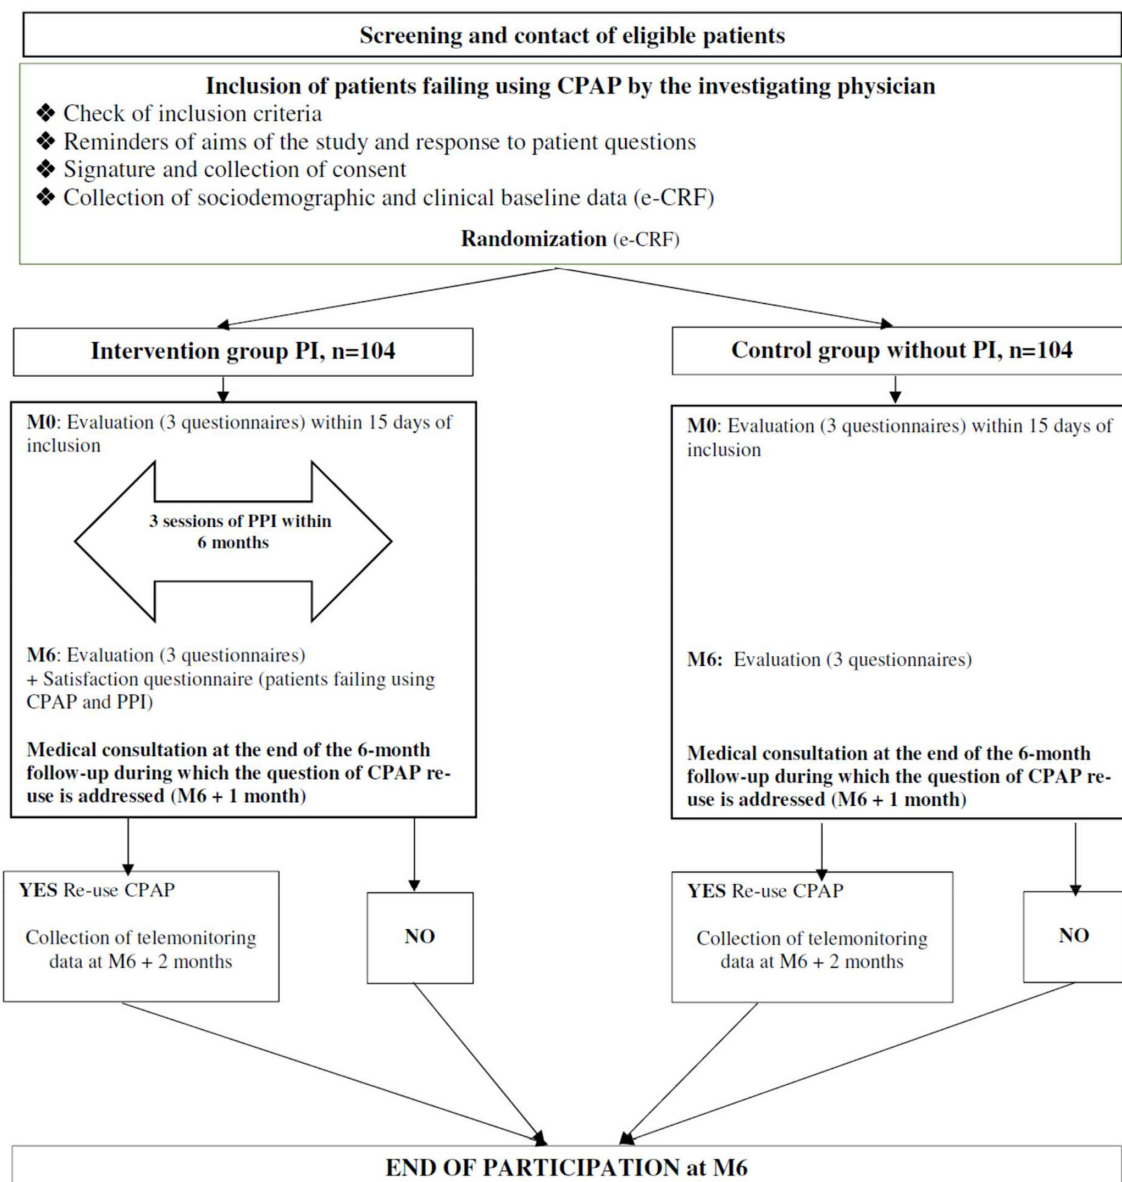 Screening and contact of eligible patients
Inclusion of patients failing using CPAP by the investigating physician
❖ Check of inclusion criteria
❖ Reminders of aims of the study and response to patient questions
❖ Signature and collection of consent
❖ Collection of sociodemographic and clinical baseline data (e-CRF)
Randomization (e-CRF)
Intervention group PI, n=104
M0: Evaluation (3 questionnaires) within 15 days of
inclusion
3 sessions of PPI within
6 months
M6: Evaluation (3 questionnaires)
+ Satisfaction questionnaire (patients failing using
CPAP and PPI)
Medical consultation at the end of the 6-month
follow-up during which the question of CPAP re-
use is addressed (M6 + 1 month)
YES Re-use CPAP
Collection of telemonitoring
data at M6 + 2 months
NO
Control group without PI, n=104
M0: Evaluation (3 questionnaires) within 15 days of
inclusion
M6: Evaluation (3 questionnaires)
Medical consultation at the end of the 6-month
follow-up during which the question of CPAP re-
use is addressed (M6 + 1 month)
YES Re-use CPAP
Collection of telemonitoring
data at M6 + 2 months
NO
END OF PARTICIPATION at M6